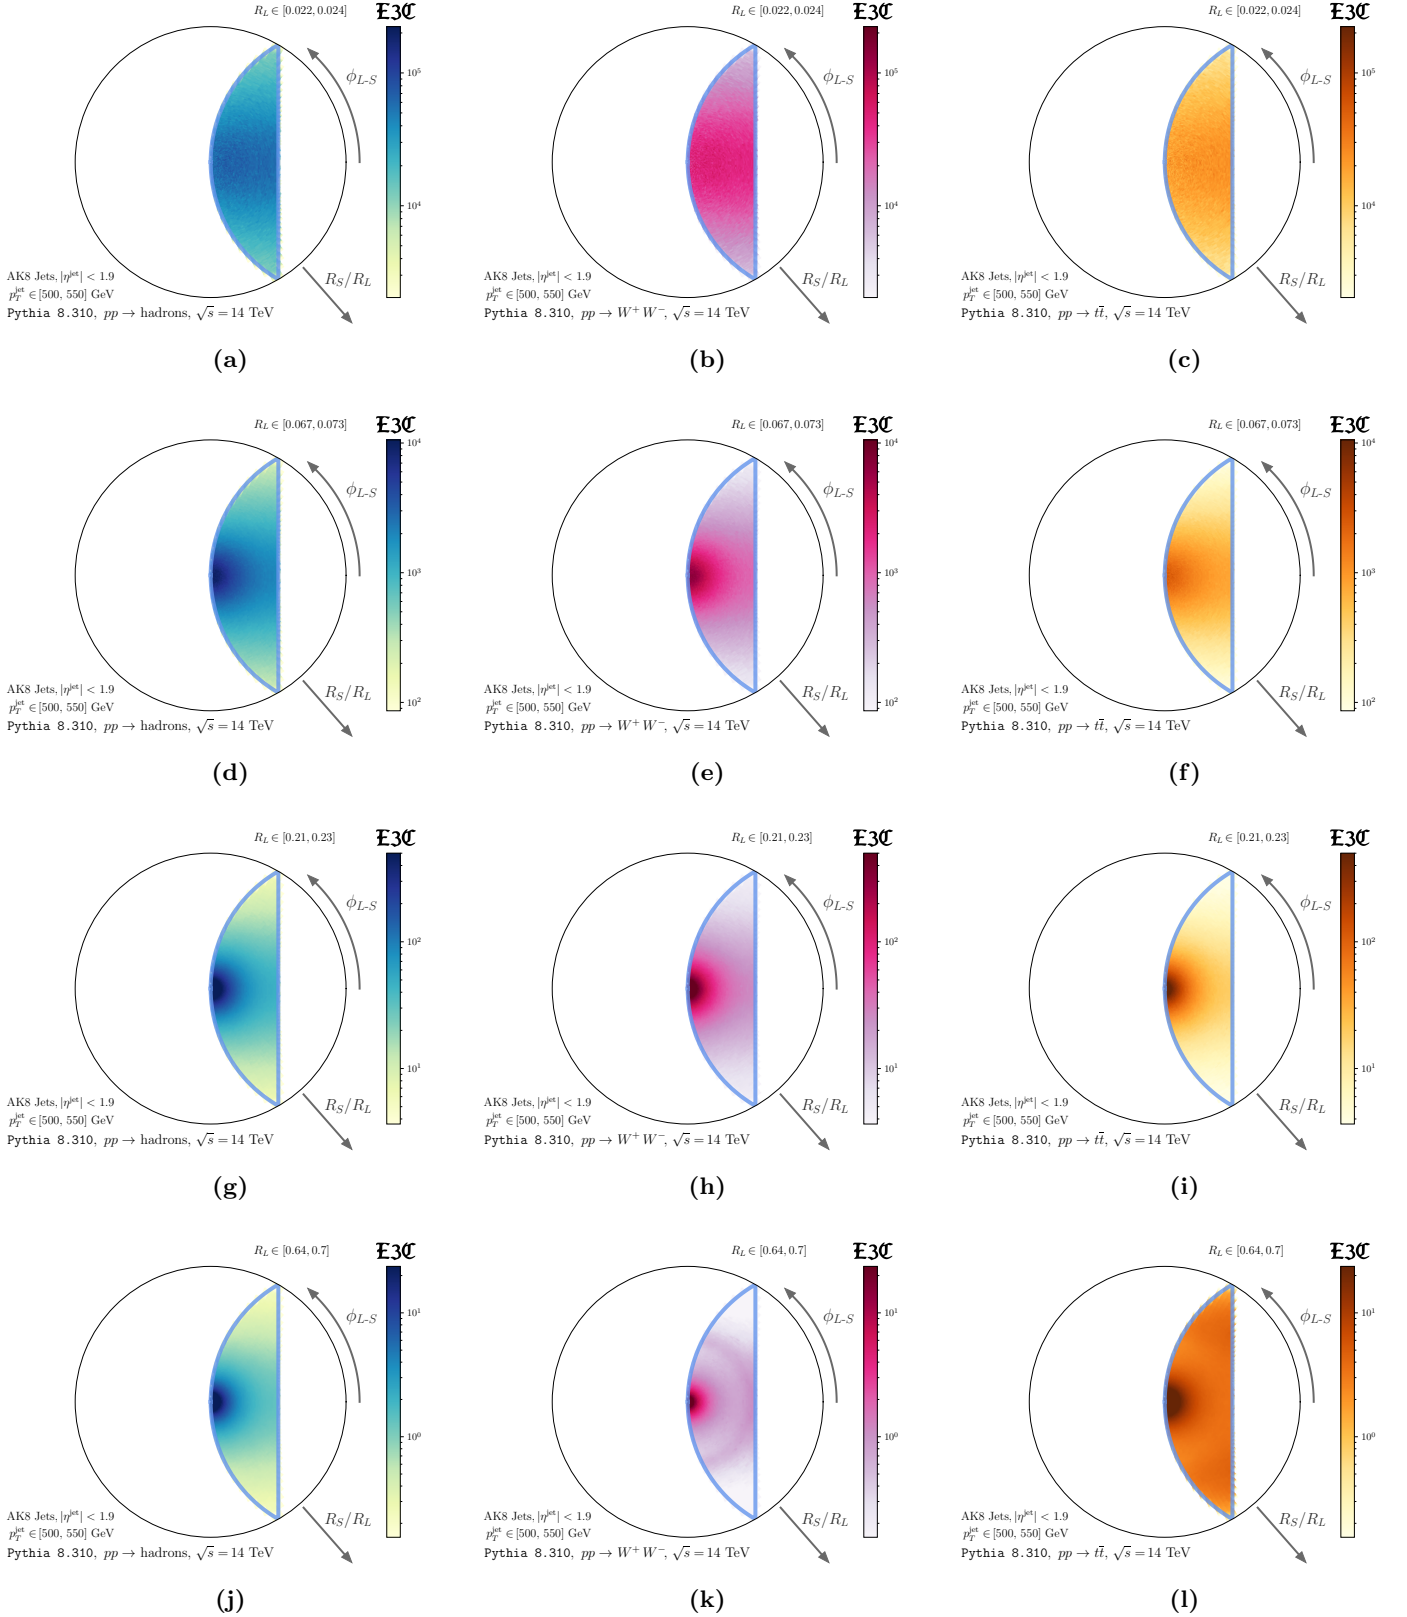 R_L ∈ [0.022, 0.024]
E3C
10^5
ϕ_{L-S}
10^4
AK8 Jets, |η^{jet}| < 1.9
p_T^{jet} ∈ [500, 550] GeV
R_S/R_L
Pythia 8.310, pp → hadrons, √s = 14 TeV
(a)
R_L ∈ [0.022, 0.024]
E3C
10^5
ϕ_{L-S}
10^4
AK8 Jets, |η^{jet}| < 1.9
p_T^{jet} ∈ [500, 550] GeV
R_S/R_L
Pythia 8.310, pp → W^+ W^−, √s = 14 TeV
(b)
R_L ∈ [0.022, 0.024]
E3C
10^5
ϕ_{L-S}
10^4
AK8 Jets, |η^{jet}| < 1.9
p_T^{jet} ∈ [500, 550] GeV
R_S/R_L
Pythia 8.310, pp → tt̅, √s = 14 TeV
(c)
R_L ∈ [0.067, 0.073]
E3C
10^4
ϕ_{L-S}
10^3
10^2
AK8 Jets, |η^{jet}| < 1.9
p_T^{jet} ∈ [500, 550] GeV
R_S/R_L
Pythia 8.310, pp → hadrons, √s = 14 TeV
(d)
R_L ∈ [0.067, 0.073]
E3C
10^4
ϕ_{L-S}
10^3
10^2
AK8 Jets, |η^{jet}| < 1.9
p_T^{jet} ∈ [500, 550] GeV
R_S/R_L
Pythia 8.310, pp → W^+ W^−, √s = 14 TeV
(e)
R_L ∈ [0.067, 0.073]
E3C
10^4
ϕ_{L-S}
10^3
10^2
AK8 Jets, |η^{jet}| < 1.9
p_T^{jet} ∈ [500, 550] GeV
R_S/R_L
Pythia 8.310, pp → tt̅, √s = 14 TeV
(f)
R_L ∈ [0.21, 0.23]
E3C
ϕ_{L-S}
10^2
10^1
AK8 Jets, |η^{jet}| < 1.9
p_T^{jet} ∈ [500, 550] GeV
R_S/R_L
Pythia 8.310, pp → hadrons, √s = 14 TeV
(g)
R_L ∈ [0.21, 0.23]
E3C
ϕ_{L-S}
10^2
10^1
AK8 Jets, |η^{jet}| < 1.9
p_T^{jet} ∈ [500, 550] GeV
R_S/R_L
Pythia 8.310, pp → W^+ W^−, √s = 14 TeV
(h)
R_L ∈ [0.21, 0.23]
E3C
ϕ_{L-S}
10^2
10^1
AK8 Jets, |η^{jet}| < 1.9
p_T^{jet} ∈ [500, 550] GeV
R_S/R_L
Pythia 8.310, pp → tt̅, √s = 14 TeV
(i)
R_L ∈ [0.64, 0.7]
E3C
10^1
ϕ_{L-S}
10^0
AK8 Jets, |η^{jet}| < 1.9
p_T^{jet} ∈ [500, 550] GeV
R_S/R_L
Pythia 8.310, pp → hadrons, √s = 14 TeV
(j)
R_L ∈ [0.64, 0.7]
E3C
10^1
ϕ_{L-S}
10^0
AK8 Jets, |η^{jet}| < 1.9
p_T^{jet} ∈ [500, 550] GeV
R_S/R_L
Pythia 8.310, pp → W^+ W^−, √s = 14 TeV
(k)
R_L ∈ [0.64, 0.7]
E3C
10^1
ϕ_{L-S}
10^0
AK8 Jets, |η^{jet}| < 1.9
p_T^{jet} ∈ [500, 550] GeV
R_S/R_L
Pythia 8.310, pp → tt̅, √s = 14 TeV
(l)